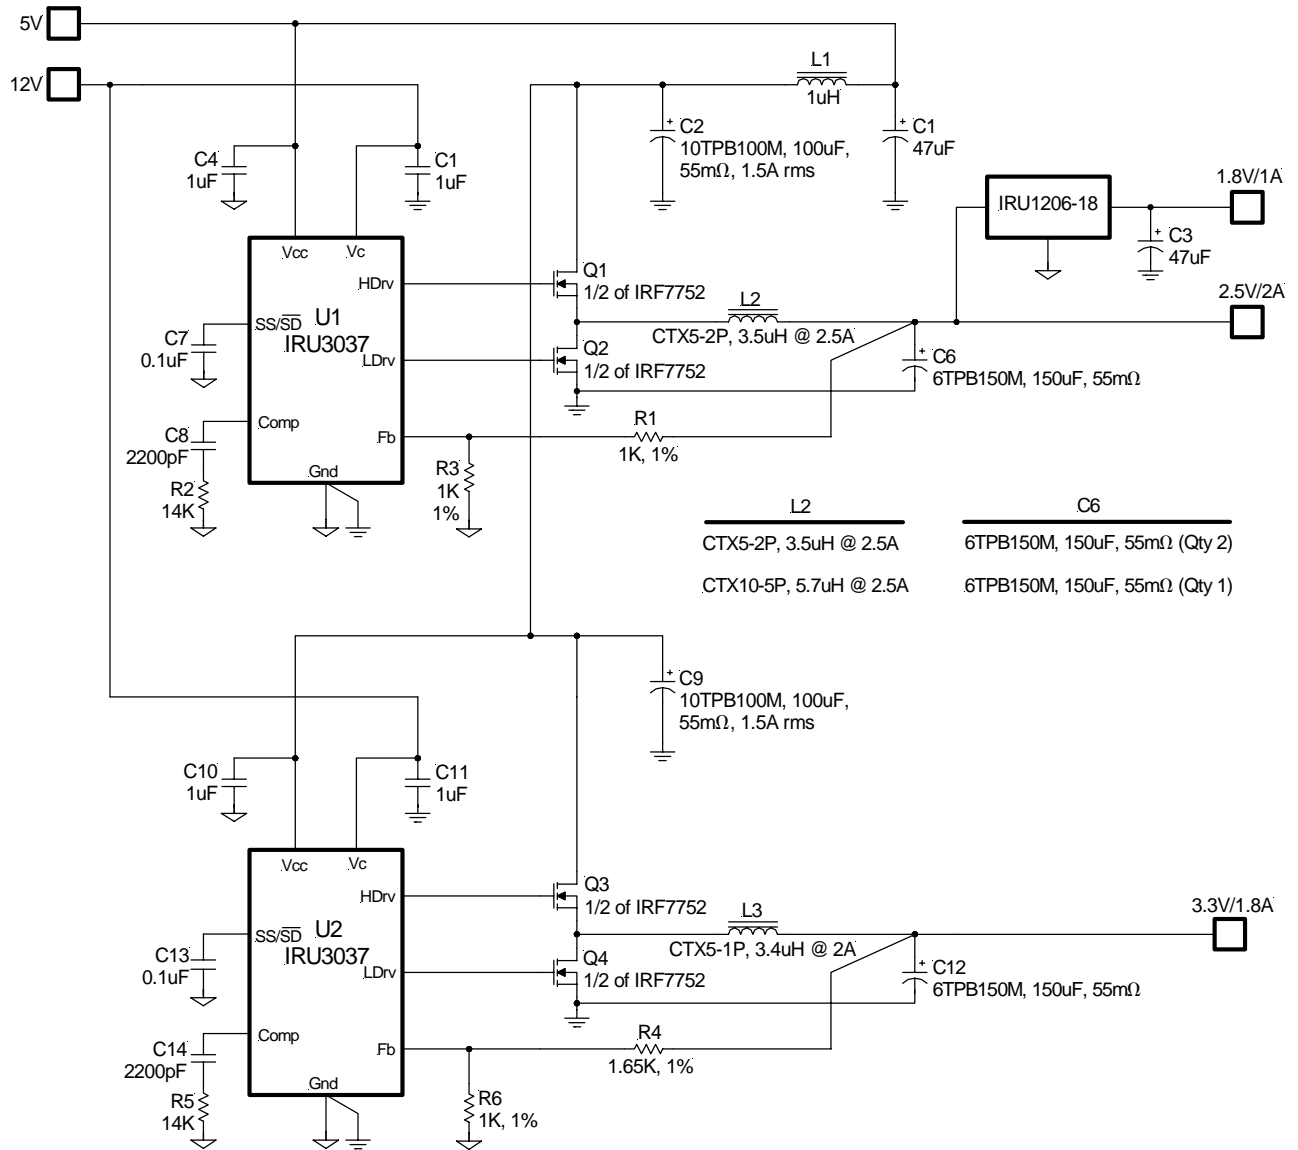 5V
12V
L1
1uH
C2
10TPB100M, 100uF,
55mΩ, 1.5A rms
+
C1
47uF
+
C4
1uF
C1
1uF
1.8V/1A
IRU1206-18
C3
47uF
+
Vcc
Vc
HDrv
SS/SD
U1
IRU3037
LDrv
Comp
Fb
Gnd
Q1
1/2 of IRF7752
L2
CTX5-2P, 3.5uH @ 2.5A
2.5V/2A
Q2
1/2 of IRF7752
C6
6TPB150M, 150uF, 55mΩ
+
C7
0.1uF
C8
2200pF
R2
14K
R1
1K, 1%
R3
1K
1%
L2 C6
CTX5-2P, 3.5uH @ 2.5A 6TPB150M, 150uF, 55mΩ (Qty 2)
CTX10-5P, 5.7uH @ 2.5A 6TPB150M, 150uF, 55mΩ (Qty 1)
C9
10TPB100M, 100uF,
55mΩ, 1.5A rms
+
C10
1uF
C11
1uF
Vcc
Vc
HDrv
SS/SD
U2
IRU3037
LDrv
Comp
Fb
Gnd
Q3
1/2 of IRF7752
L3
CTX5-1P, 3.4uH @ 2A
3.3V/1.8A
Q4
1/2 of IRF7752
C12
6TPB150M, 150uF, 55mΩ
+
C13
0.1uF
C14
2200pF
R5
14K
R4
1.65K, 1%
R6
1K, 1%